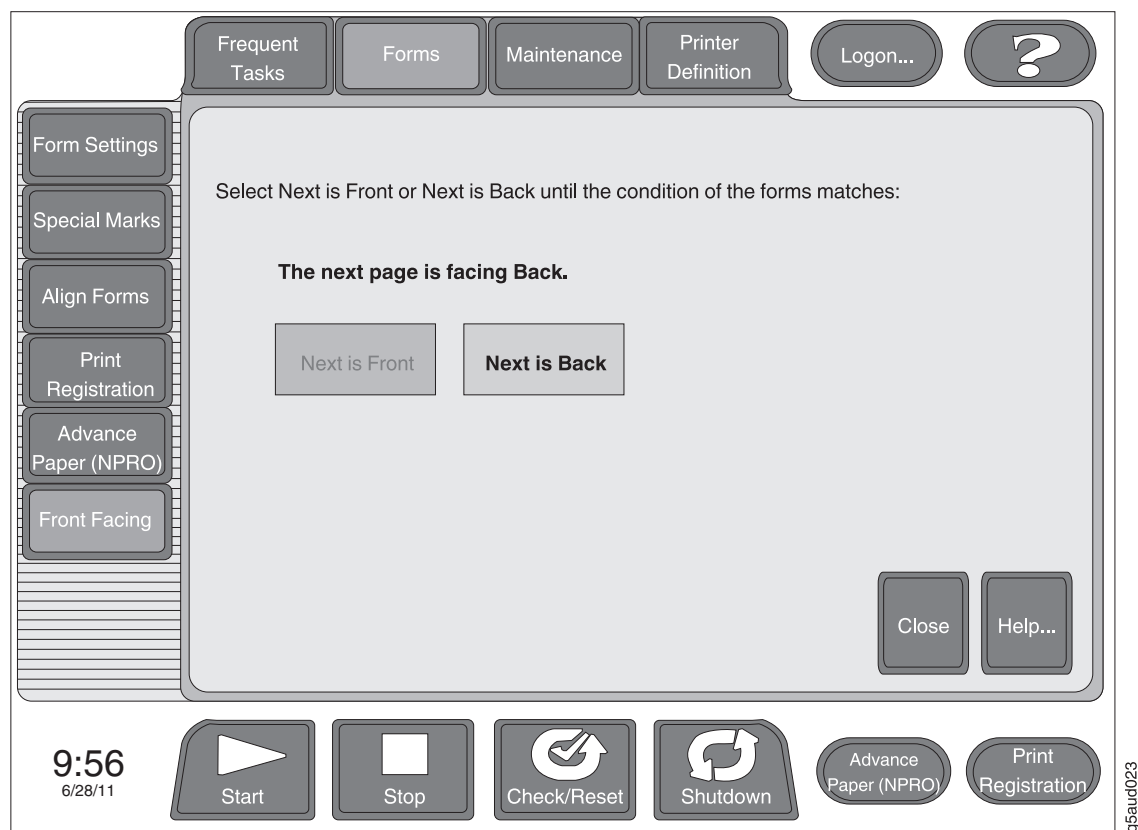 Frequent
Tasks
Forms
Maintenance
Printer
Definition
Logon...
?
Form Settings
Special Marks
Align Forms
Print
Registration
Advance
Paper (NPRO)
Front Facing
Select Next is Front or Next is Back until the condition of the forms matches:
The next page is facing Back.
Next is Front
Next is Back
Close
Help...
9:56
6/28/11
Start
Stop
Check/Reset
Shutdown
Advance
Paper (NPRO)
Print
Registration